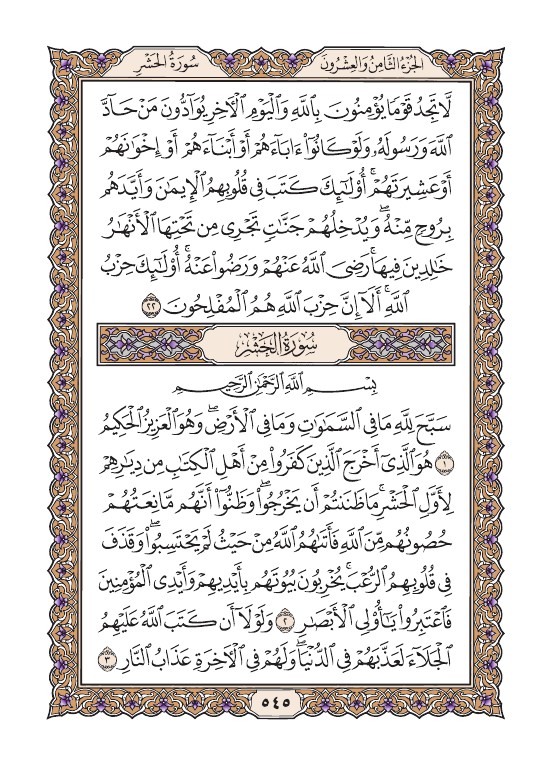 الجُزءُ الثَّامِنُ وَالعِشْرُونَ
سُورَةُ الحَشْرِ
لَّا تَجِدُ قَوْمًا يُؤْمِنُونَ بِٱللَّهِ وَٱلْيَوْمِ ٱلْأَخِرِ يُوَآدُّونَ مَنْ حَآدَّ
ٱللَّهَ وَرَسُولَهُۥ وَلَوْ كَانُوٓا۟ ءَابَآءَهُمْ أَوْ أَبْنَآءَهُمْ أَوْ إِخْوَٰنَهُمْ
أَوْ عَشِيرَتَهُمْ ۚ أُو۟لَـٰٓئِكَ كَتَبَ فِى قُلُوبِهِمُ ٱلْإِيمَـٰنَ وَأَيَّدَهُم
بِرُوحٍ مِّنْهُ ۖ وَيُدْخِلُهُمْ جَنَّـٰتٍ تَجْرِى مِن تَحْتِهَا ٱلْأَنْهَـٰرُ
خَـٰلِدِينَ فِيهَا ۚ رَضِىَ ٱللَّهُ عَنْهُمْ وَرَضُوا۟ عَنْهُ ۚ أُو۟لَـٰٓئِكَ حِزْبُ
ٱللَّهِ ۚ أَلَآ إِنَّ حِزْبَ ٱللَّهِ هُمُ ٱلْمُفْلِحُونَ ٢٢
سُورَةُ الحَشْرِ
بِسْمِ ٱللَّهِ ٱلرَّحْمَـٰنِ ٱلرَّحِيمِ
سَبَّحَ لِلَّهِ مَا فِى ٱلسَّمَـٰوَٰتِ وَمَا فِى ٱلْأَرْضِ ۖ وَهُوَ ٱلْعَزِيزُ ٱلْحَكِيمُ
١ هُوَ ٱلَّذِىٓ أَخْرَجَ ٱلَّذِينَ كَفَرُوا۟ مِنْ أَهْلِ ٱلْكِتَـٰبِ مِن دِيَـٰرِهِمْ
لِأَوَّلِ ٱلْحَشْرِ ۚ مَا ظَنَنتُمْ أَن يَخْرُجُوا۟ ۖ وَظَنُّوٓا۟ أَنَّهُم مَّانِعَتُهُمْ
حُصُونُهُم مِّنَ ٱللَّهِ فَأَتَىٰهُمُ ٱللَّهُ مِنْ حَيْثُ لَمْ يَحْتَسِبُوا۟ ۖ وَقَذَفَ
فِى قُلُوبِهِمُ ٱلرُّعْبَ ۚ يُخْرِبُونَ بُيُوتَهُم بِأَيْدِيهِمْ وَأَيْدِى ٱلْمُؤْمِنِينَ
فَٱعْتَبِرُوا۟ يَـٰٓأُو۟لِى ٱلْأَبْصَـٰرِ ٢ وَلَوْلَآ أَن كَتَبَ ٱللَّهُ عَلَيْهِمُ
ٱلْجَلَآءَ لَعَذَّبَهُمْ فِى ٱلدُّنْيَا ۖ وَلَهُمْ فِى ٱلْأَخِرَةِ عَذَابُ ٱلنَّارِ ٣
٥٤٥